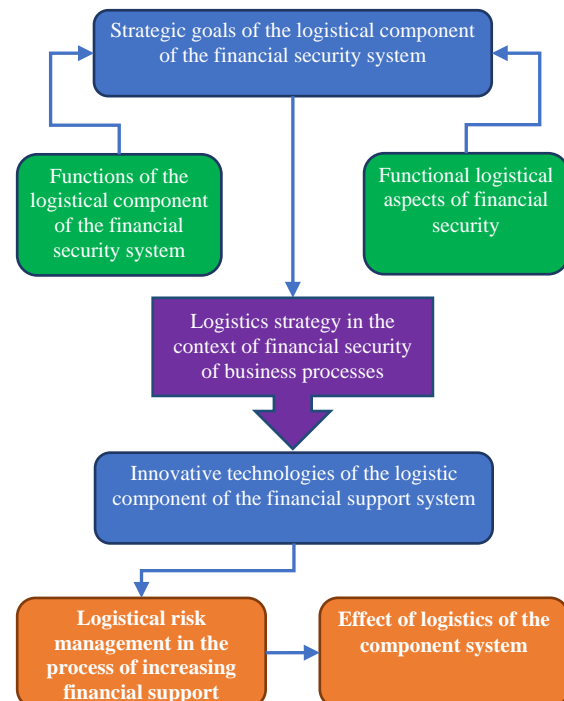 Strategic goals of the logistical component
of the financial security system
Functions of the
logistical component
of the financial
security system
Functional logistical
aspects of financial
security
Logistics strategy in the
context of financial security
of business processes
Innovative technologies of the logistic
component of the financial support system
Logistical risk
management in the
process of increasing
financial support
Effect of logistics of the
component system